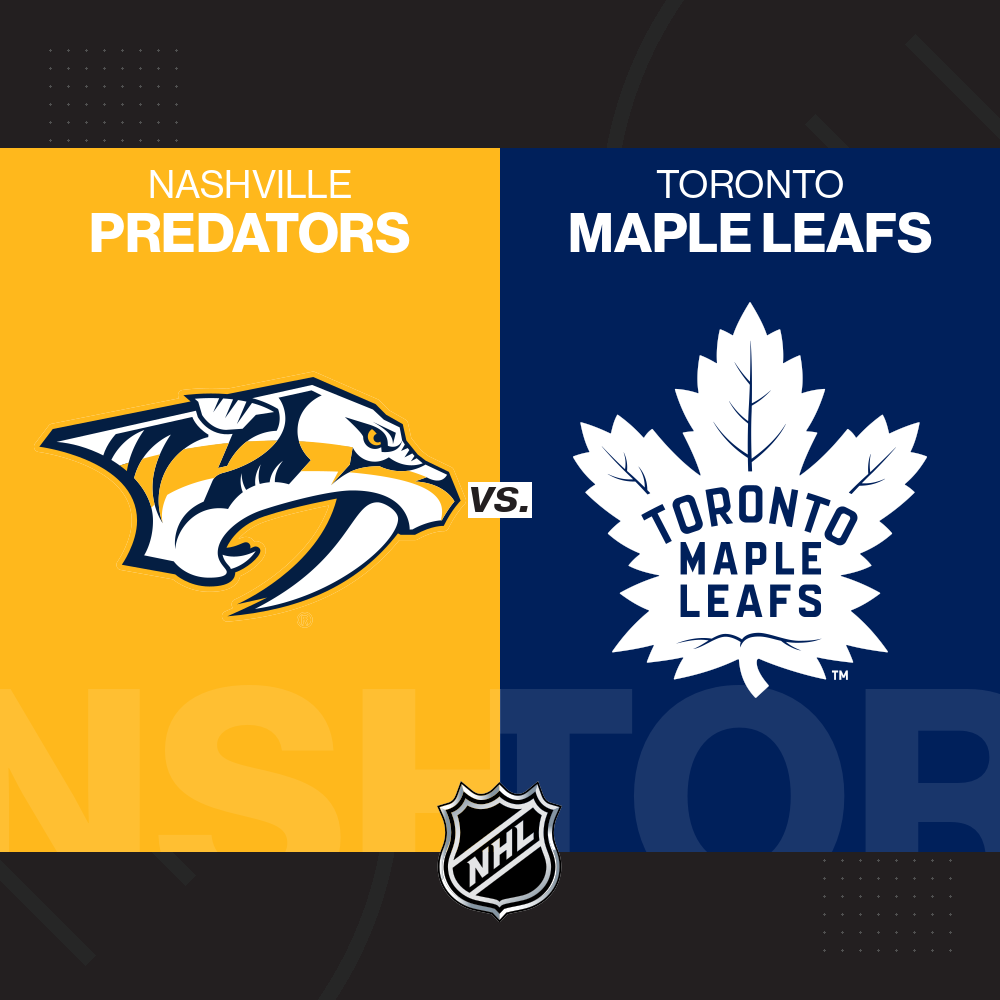 NASHVILLE
PREDATORS
TORONTO
MAPLE LEAFS
VS.
TORONTO
MAPLE
LEAFS
TM
NSH
TOR
NHL